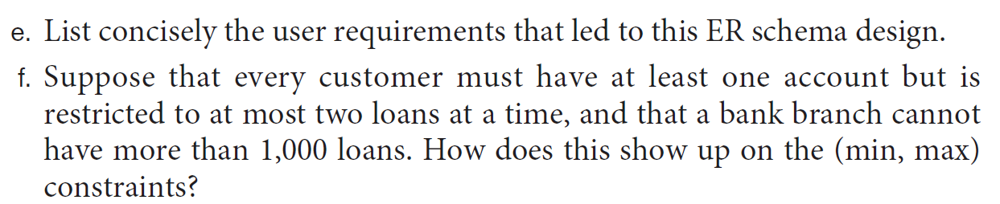 e. List concisely the user requirements that led to this ER schema design.
f. Suppose that every customer must have at least one account but is
restricted to at most two loans at a time, and that a bank branch cannot
have more than 1,000 loans. How does this show up on the (min, max)
constraints?